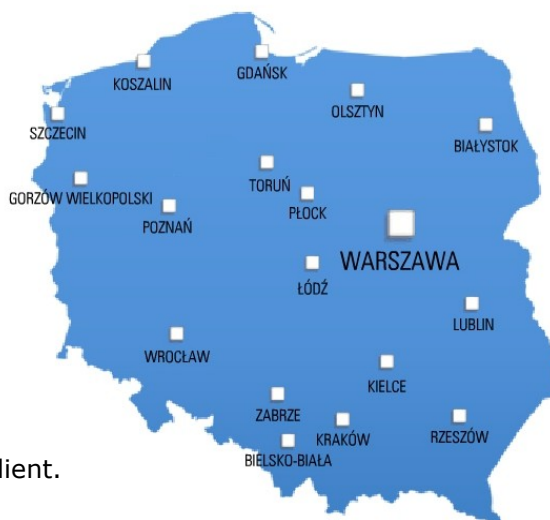 GDAŃSK
KOSZALIN
OLSZTYN
SZCZECIN
BIAŁYSTOK
TORUŃ
GORZÓW WIELKOPOLSKI
PŁOCK
POZNAŃ
WARSZAWA
ŁÓDŹ
LUBLIN
WROCŁAW
KIELCE
ZABRZE
RZESZÓW
KRAKÓW
BIELSKO-BIAŁA
lient.